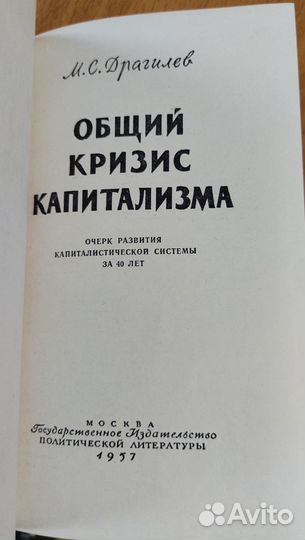 М. С. Драгилев
ОБЩИЙ
КРИЗИС
КАПИТАЛИЗМА
ОЧЕРК РАЗВИТИЯ
КАПИТАЛИСТИЧЕСКОЙ СИСТЕМЫ
ЗА 40 ЛЕТ
МОСКВА
Государственное Издательство
ПОЛИТИЧЕСКОЙ ЛИТЕРАТУРЫ
1957
Avito